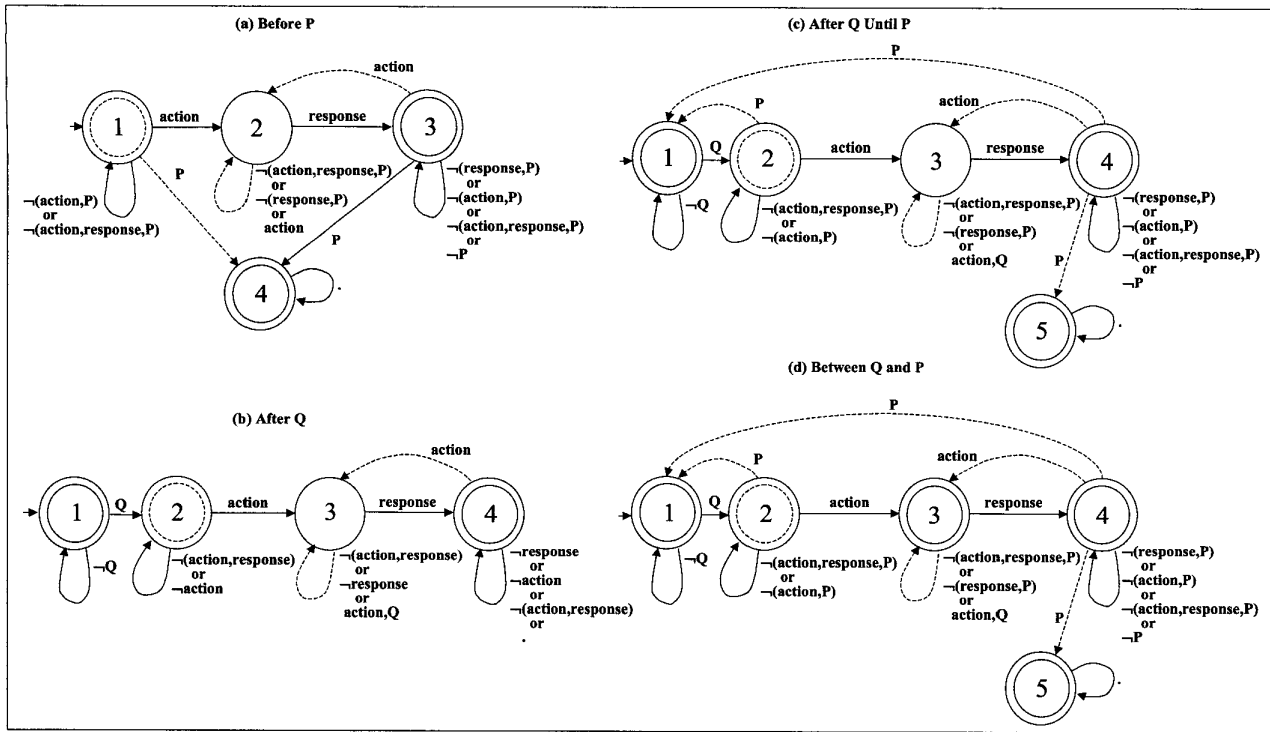 (a) Before P
action
1
action
2
response
3
P
¬(action,P)
or
¬(action,response,P)
¬(action,response,P)
or
¬(response,P)
or
action
¬(response,P)
or
¬(action,P)
or
¬(action,response,P)
or
¬P
P
4
.
(b) After Q
action
1
Q
2
action
3
response
4
¬Q
¬(action,response)
or
¬action
¬(action,response)
or
¬response
or
action,Q
¬response
or
¬action
or
¬(action,response)
or
.
(c) After Q Until P
P
P
action
1
Q
2
action
3
response
4
¬Q
¬(action,response,P)
or
¬(action,P)
¬(action,response,P)
or
¬(response,P)
or
action,Q
¬(response,P)
or
¬(action,P)
or
¬(action,response,P)
or
¬P
P
5
.
(d) Between Q and P
P
P
action
1
Q
2
action
3
response
4
¬Q
¬(action,response,P)
or
¬(action,P)
¬(action,response,P)
or
¬(response,P)
or
action,Q
¬(response,P)
or
¬(action,P)
or
¬(action,response,P)
or
¬P
P
5
.